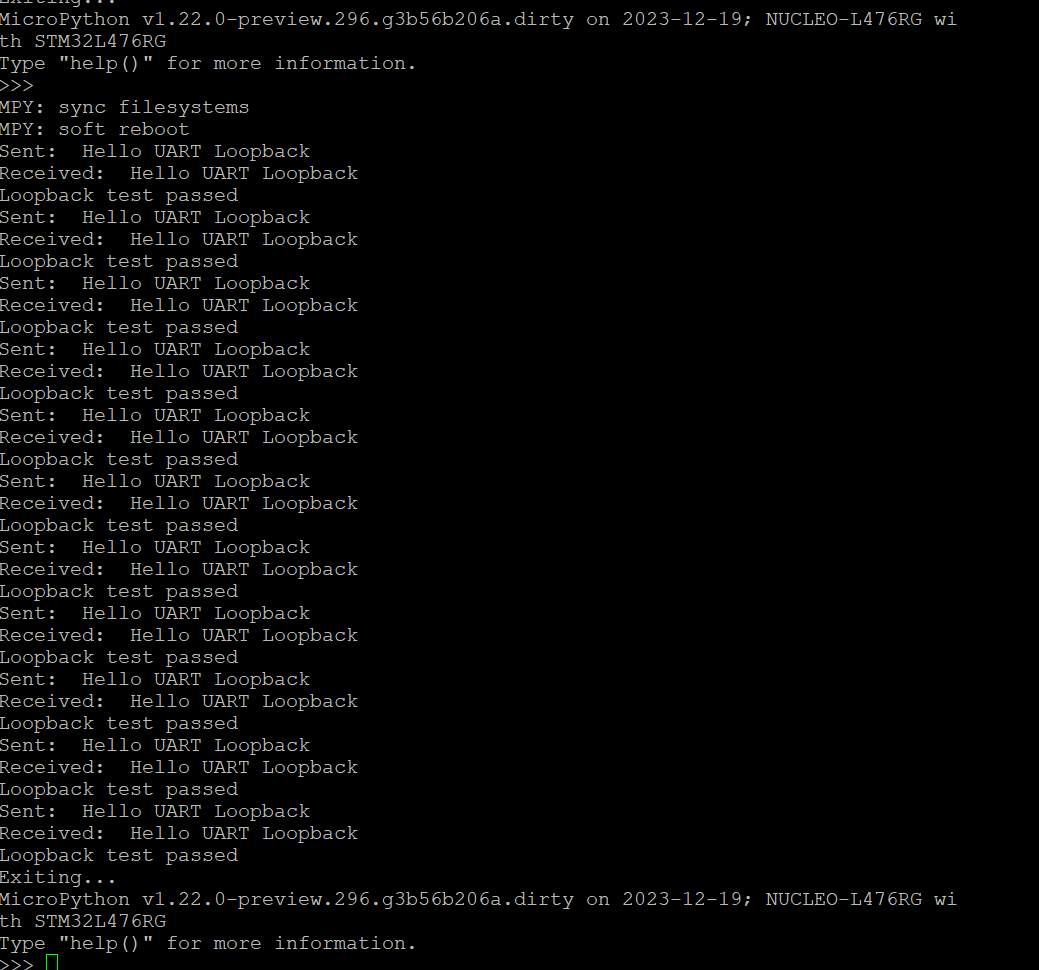 Exiting...
MicroPython v1.22.0-preview.296.g3b56b206a.dirty on 2023-12-19; NUCLEO-L476RG wi
th STM32L476RG
Type "help()" for more information.
>>>
MPY: sync filesystems
MPY: soft reboot
Sent:  Hello UART Loopback
Received:  Hello UART Loopback
Loopback test passed
Sent:  Hello UART Loopback
Received:  Hello UART Loopback
Loopback test passed
Sent:  Hello UART Loopback
Received:  Hello UART Loopback
Loopback test passed
Sent:  Hello UART Loopback
Received:  Hello UART Loopback
Loopback test passed
Sent:  Hello UART Loopback
Received:  Hello UART Loopback
Loopback test passed
Sent:  Hello UART Loopback
Received:  Hello UART Loopback
Loopback test passed
Sent:  Hello UART Loopback
Received:  Hello UART Loopback
Loopback test passed
Sent:  Hello UART Loopback
Received:  Hello UART Loopback
Loopback test passed
Sent:  Hello UART Loopback
Received:  Hello UART Loopback
Loopback test passed
Sent:  Hello UART Loopback
Received:  Hello UART Loopback
Loopback test passed
Sent:  Hello UART Loopback
Received:  Hello UART Loopback
Loopback test passed
Exiting...
MicroPython v1.22.0-preview.296.g3b56b206a.dirty on 2023-12-19; NUCLEO-L476RG wi
th STM32L476RG
Type "help()" for more information.
>>>